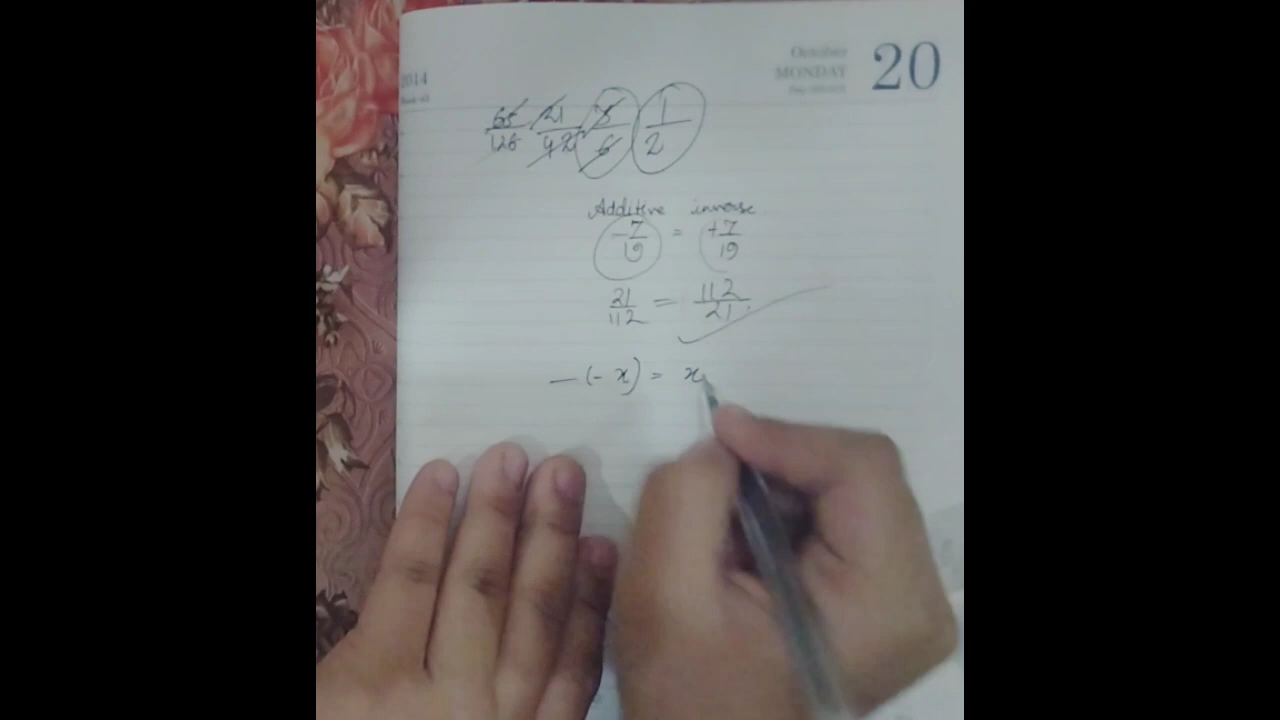 2014
October
MONDAY 20
65/126 21/42 3/6 1/2
Additive inverse
-7/19 = +7/19
21/112 = 112/21.
-(-x) = x